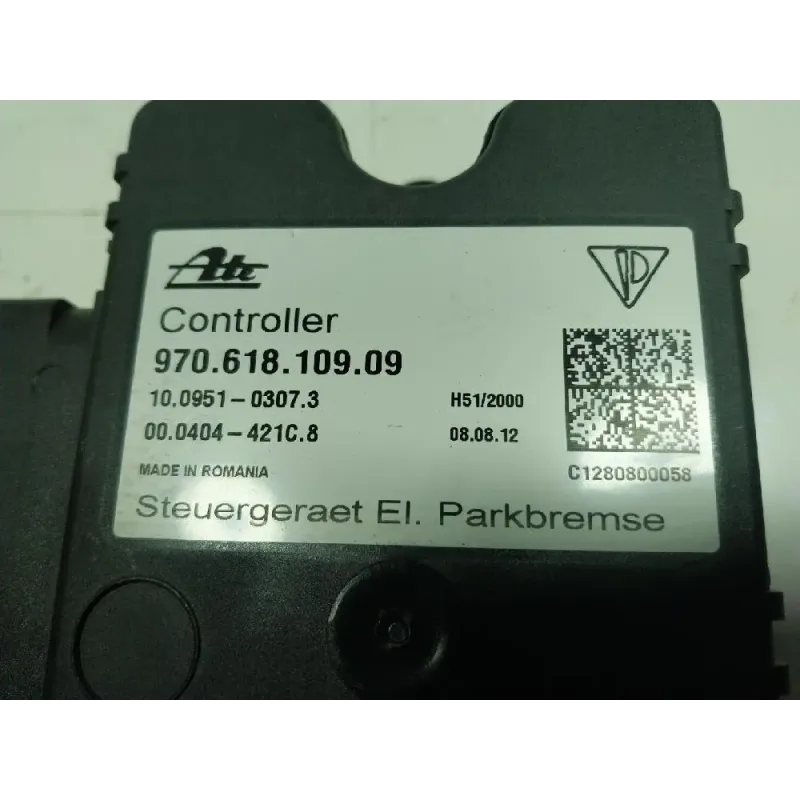 Ate
Controller
970.618.109.09
10.0951-0307.3 H51/2000
00.0404-421C.8 08.08.12
MADE IN ROMANIA C1280800058
Steuergeraet El. Parkbremse